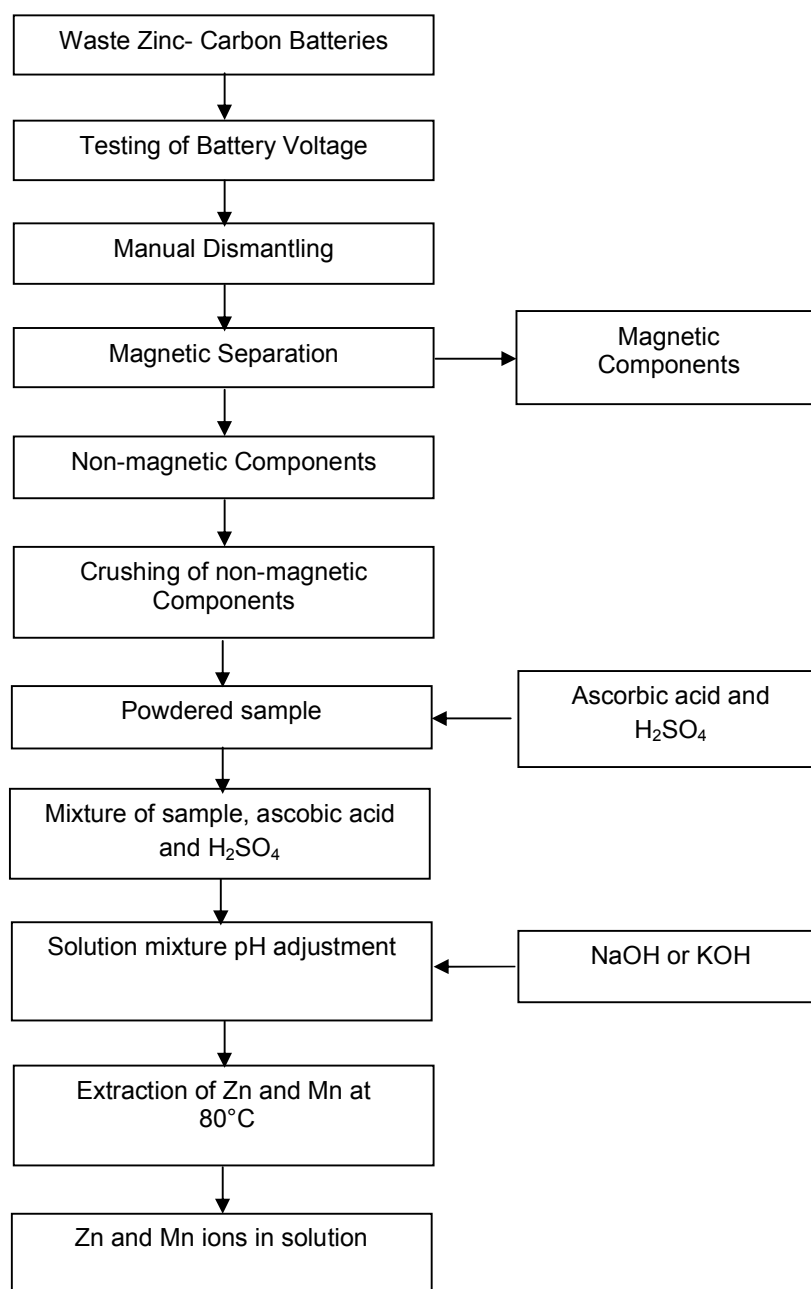 Waste Zinc- Carbon Batteries
Testing of Battery Voltage
Manual Dismantling
Magnetic Separation
Magnetic
Components
Non-magnetic Components
Crushing of non-magnetic
Components
Powdered sample
Ascorbic acid and
H₂SO₄
Mixture of sample, ascobic acid
and H₂SO₄
Solution mixture pH adjustment
NaOH or KOH
Extraction of Zn and Mn at
80°C
Zn and Mn ions in solution